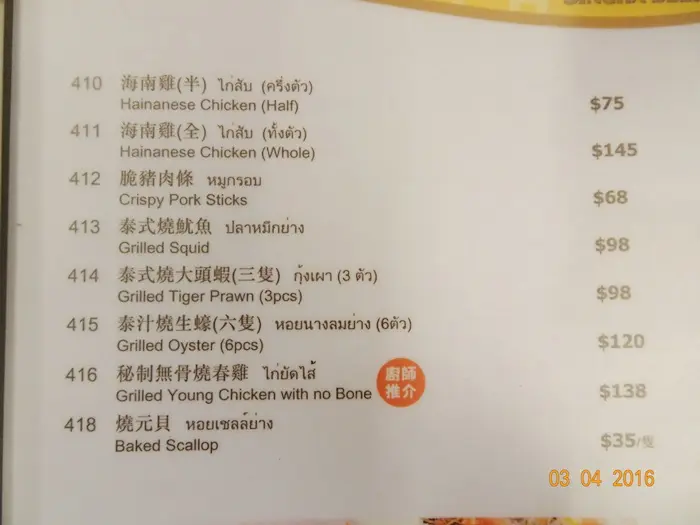 410 海南雞(半) ไก่สับ (ครึ่งตัว)
Hainanese Chicken (Half) $75
411 海南雞(全) ไก่สับ (ทั้งตัว)
Hainanese Chicken (Whole) $145
412 脆豬肉條 หมูกรอบ
Crispy Pork Sticks $68
413 泰式燒魷魚 ปลาหมึกย่าง
Grilled Squid $98
414 泰式燒大頭蝦(三隻) กุ้งเผา (3 ตัว)
Grilled Tiger Prawn (3pcs) $98
415 泰汁燒生蠔(六隻) หอยนางลมย่าง (6ตัว)
Grilled Oyster (6pcs) $120
416 秘制無骨燒春雞 ไก่ยัดไส้ 廚師
Grilled Young Chicken with no Bone 推介 $138
418 燒元貝 หอยเชลล์ย่าง
Baked Scallop $35/隻
03 04 2016